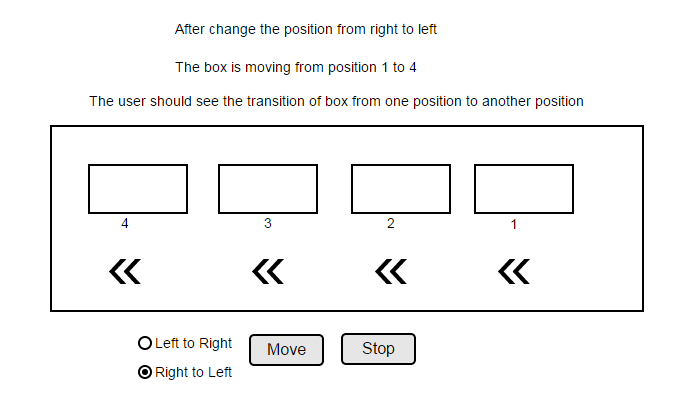 After change the position from right to left
The box is moving from position 1 to 4
The user should see the transition of box from one position to another position
4 3 2 1
Left to Right Move Stop
Right to Left